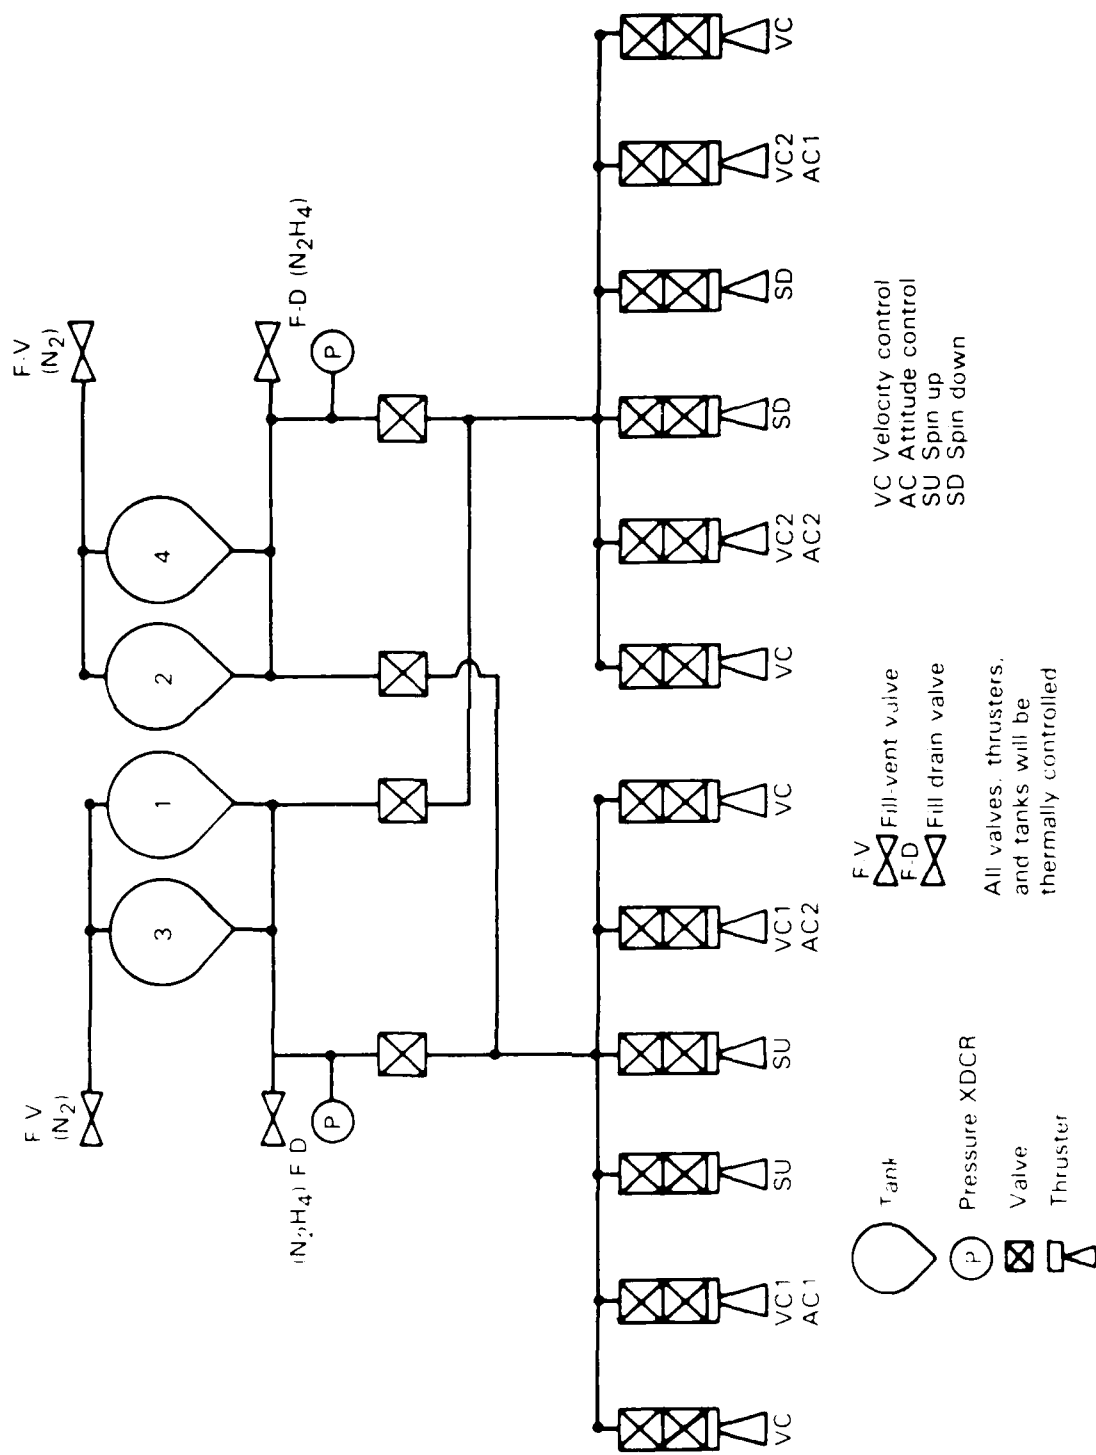 F V
(N2)
F-V
(N2)
3
1
2
4
(N2H4) F D
F-D (N2H4)
P
P
VC
VC1
AC1
SU
SU
VC1
AC2
VC
VC
VC2
AC2
SD
SD
VC2
AC1
VC
Tank
P Pressure XDCR
Valve
Thruster
F-V
Fill-vent valve
F-D
Fill drain valve
All valves, thrusters,
and tanks will be
thermally controlled
VC Velocity control
AC Attitude control
SU Spin up
SD Spin down